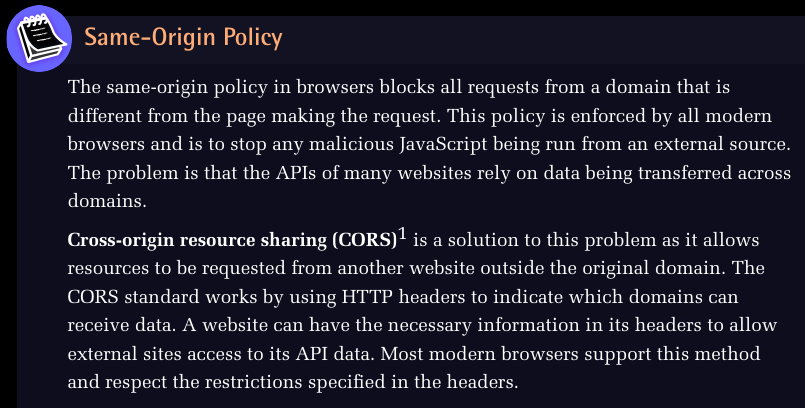 Same-Origin Policy
The same-origin policy in browsers blocks all requests from a domain that is
different from the page making the request. This policy is enforced by all modern
browsers and is to stop any malicious JavaScript being run from an external source.
The problem is that the APIs of many websites rely on data being transferred across
domains.
Cross-origin resource sharing (CORS)1 is a solution to this problem as it allows
resources to be requested from another website outside the original domain. The
CORS standard works by using HTTP headers to indicate which domains can
receive data. A website can have the necessary information in its headers to allow
external sites access to its API data. Most modern browsers support this method
and respect the restrictions specified in the headers.